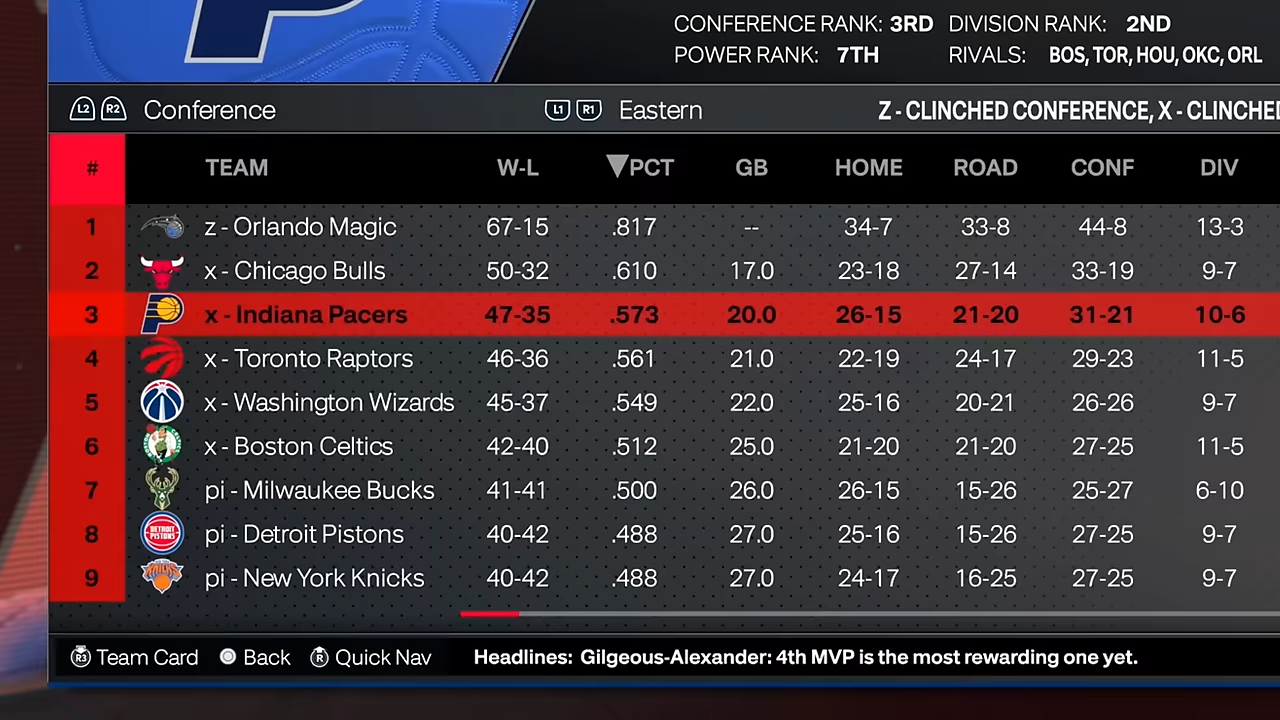 CONFERENCE RANK: 3RD DIVISION RANK: 2ND
POWER RANK: 7TH RIVALS: BOS, TOR, HOU, OKC, ORL
L2 R2 Conference L1 R1 Eastern Z - CLINCHED CONFERENCE, X - CLINCHED
# TEAM W-L PCT GB HOME ROAD CONF DIV
1 z - Orlando Magic 67-15 .817 -- 34-7 33-8 44-8 13-3
2 x - Chicago Bulls 50-32 .610 17.0 23-18 27-14 33-19 9-7
3 x - Indiana Pacers 47-35 .573 20.0 26-15 21-20 31-21 10-6
4 x - Toronto Raptors 46-36 .561 21.0 22-19 24-17 29-23 11-5
5 x - Washington Wizards 45-37 .549 22.0 25-16 20-21 26-26 9-7
6 x - Boston Celtics 42-40 .512 25.0 21-20 21-20 27-25 11-5
7 pi - Milwaukee Bucks 41-41 .500 26.0 26-15 15-26 25-27 6-10
8 DETROIT PISTONS pi - Detroit Pistons 40-42 .488 27.0 25-16 15-26 27-25 9-7
9 KNICKS pi - New York Knicks 40-42 .488 27.0 24-17 16-25 27-25 9-7
R3 Team Card Back R Quick Nav Headlines: Gilgeous-Alexander: 4th MVP is the most rewarding one yet.